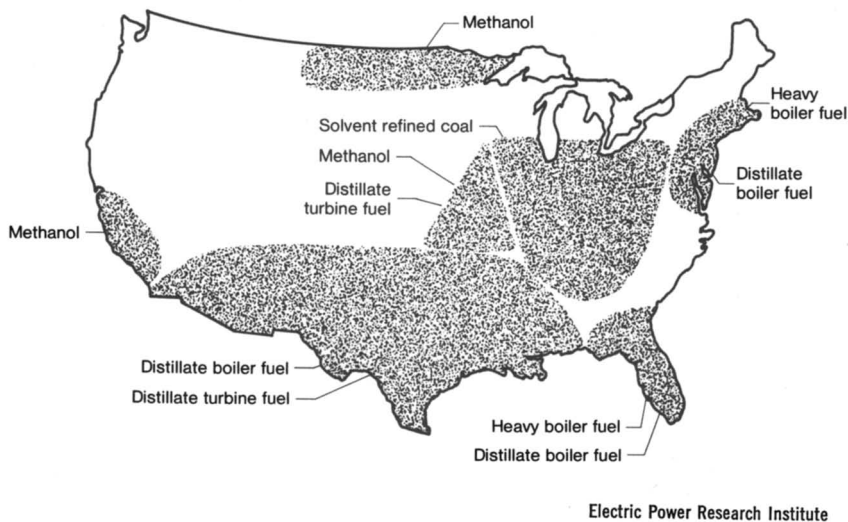 Methanol
Heavy
boiler fuel
Solvent refined coal
Methanol
Distillate
turbine fuel
Distillate
boiler fuel
Methanol
Distillate boiler fuel
Distillate turbine fuel
Heavy boiler fuel
Distillate boiler fuel
Electric Power Research Institute